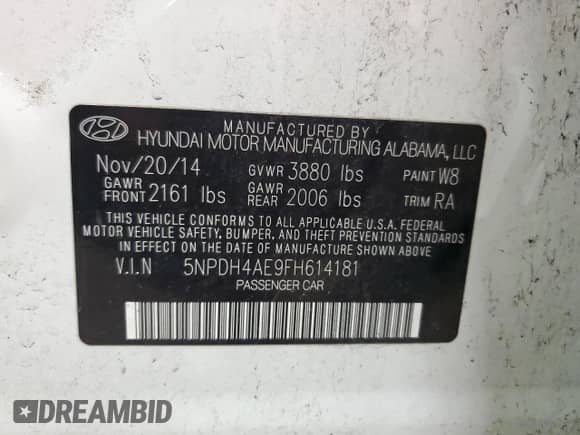 MANUFACTURED BY
HYUNDAI MOTOR MANUFACTURING ALABAMA, LLC
Nov/20/14 GVWR 3880 lbs PAINT W8
GAWR FRONT 2161 lbs GAWR REAR 2006 lbs TRIM RA
THIS VEHICLE CONFORMS TO ALL APPLICABLE U.S.A. FEDERAL
MOTOR VEHICLE SAFETY. BUMPER. AND THEFT PREVENTION STANDARDS
IN EFFECT ON THE DATE OF MANUFACTURE SHOWN ABOVE.
V.I.N 5NPDH4AE9FH614181
PASSENGER CAR
DREAMBID